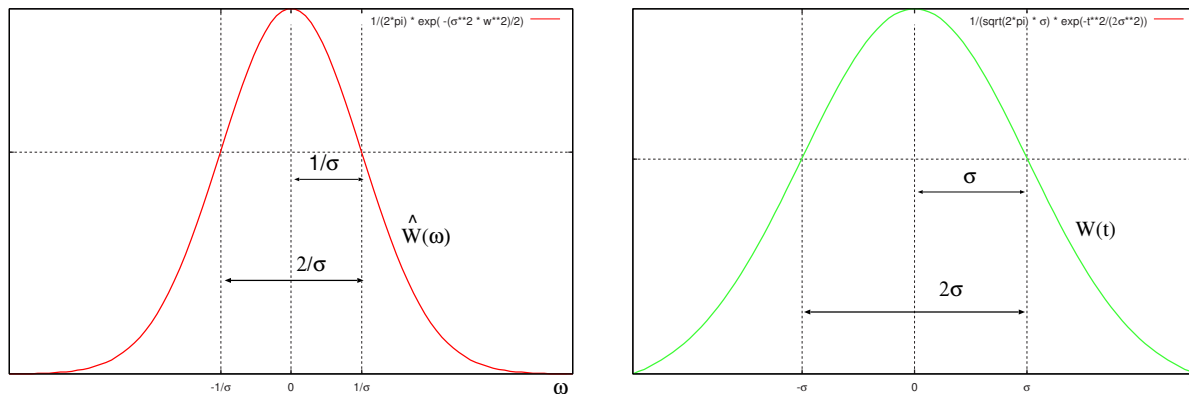 1/(2*pi) * exp( -(σ**2 * w**2)/2)
1/σ
^
W(ω)
2/σ
-1/σ 0 1/σ ω
1/(sqrt(2*pi) * σ) * exp(-t**2/(2σ**2))
σ
W(t)
2σ
-σ 0 σ